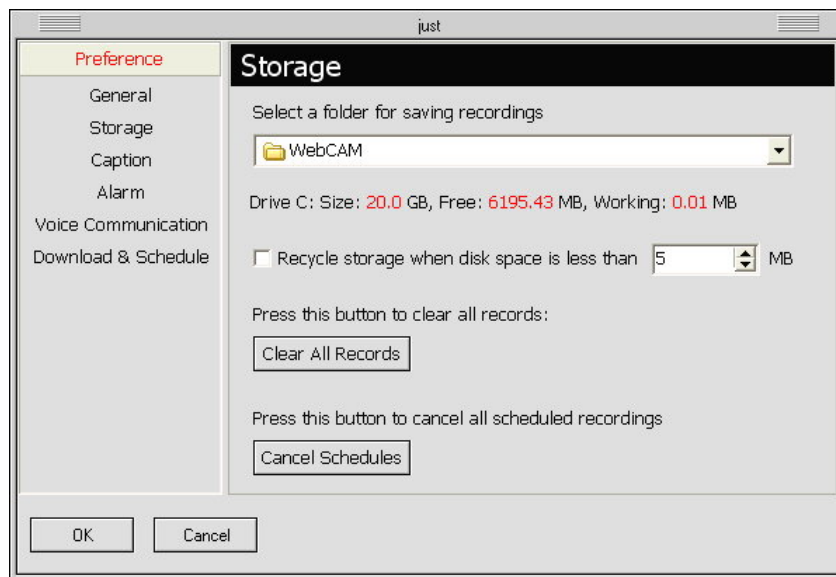 just
Preference
General
Storage
Caption
Alarm
Voice Communication
Download & Schedule
Storage
Select a folder for saving recordings
WebCAM
Drive C: Size: 20.0 GB, Free: 6195.43 MB, Working: 0.01 MB
Recycle storage when disk space is less than 5 MB
Press this button to clear all records:
Clear All Records
Press this button to cancel all scheduled recordings
Cancel Schedules
OK Cancel